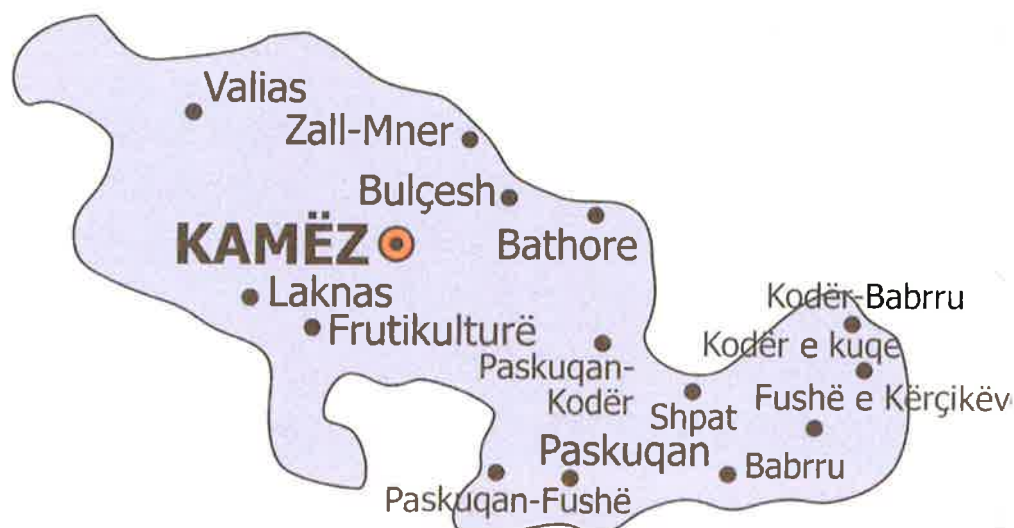 Valias
Zall-Mner
Bulçesh
KAMËZ
Bathore
Laknas
Frutikulturë
Kodër-Babrru
Kodër e kuqe
Paskuqan-
Kodër
Shpat
Fushë e Kërçikëv
Paskuqan
Babrru
Paskuqan-Fushë